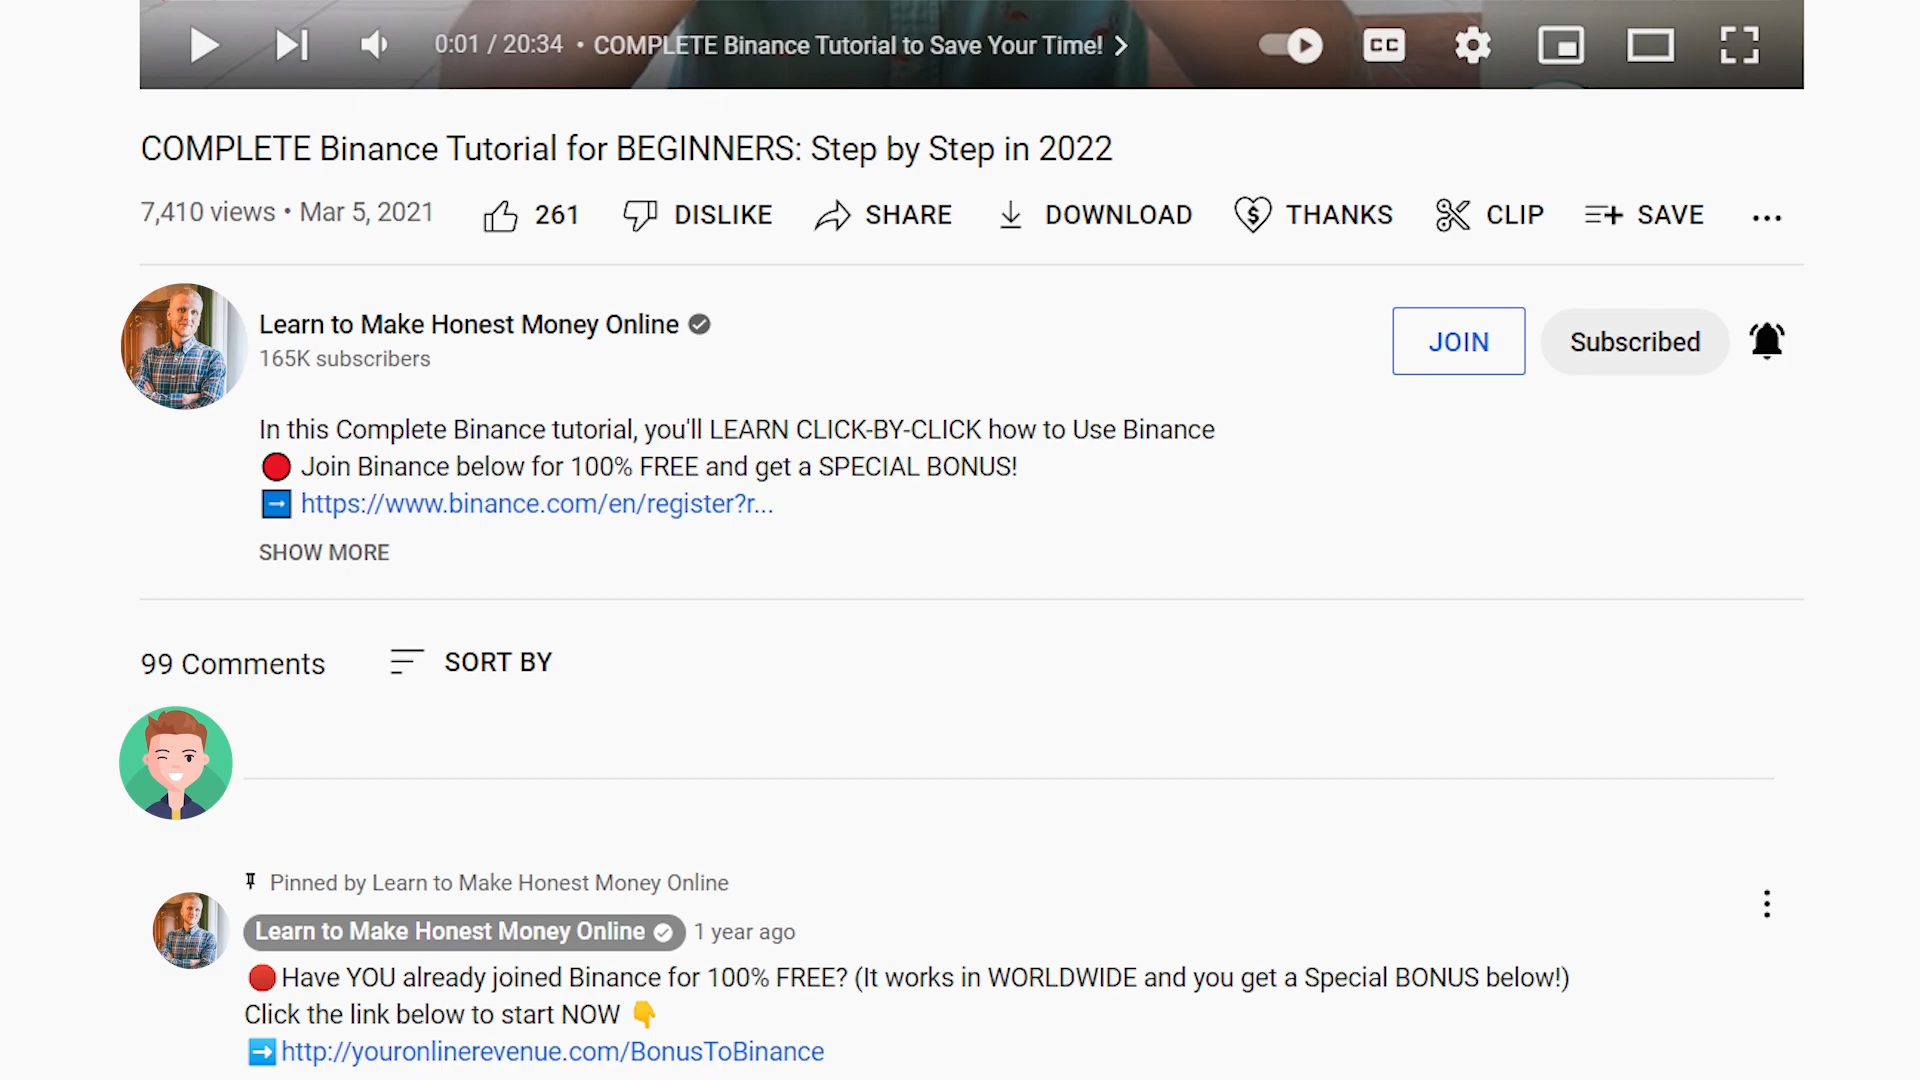 0:01 / 20:34 • COMPLETE Binance Tutorial to Save Your Time!
CC
COMPLETE Binance Tutorial for BEGINNERS: Step by Step in 2022
7,410 views • Mar 5, 2021
261
DISLIKE
SHARE
DOWNLOAD
THANKS
CLIP
SAVE
Learn to Make Honest Money Online
165K subscribers
JOIN
Subscribed
In this Complete Binance tutorial, you'll LEARN CLICK-BY-CLICK how to Use Binance
🔴 Join Binance below for 100% FREE and get a SPECIAL BONUS!
➡️ https://www.binance.com/en/register?r...
SHOW MORE
99 Comments
SORT BY
Pinned by Learn to Make Honest Money Online
Learn to Make Honest Money Online 1 year ago
🔴Have YOU already joined Binance for 100% FREE? (It works in WORLDWIDE and you get a Special BONUS below!)
Click the link below to start NOW 👇
➡️http://youronlinerevenue.com/BonusToBinance